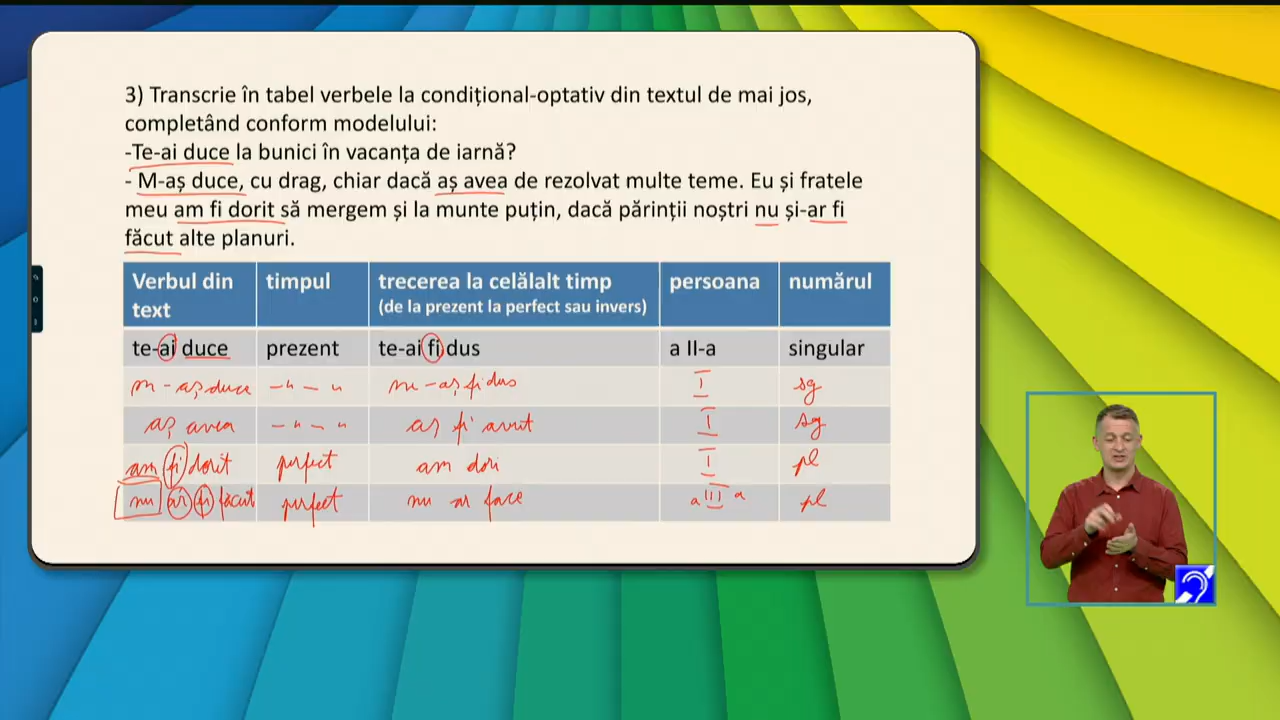 3) Transcrie în tabel verbele la condițional-optativ din textul de mai jos,
completând conform modelului:
-Te-ai duce la bunici în vacanța de iarnă?
- M-aș duce, cu drag, chiar dacă aș avea de rezolvat multe teme. Eu și fratele
meu am fi dorit să mergem și la munte puțin, dacă părinții noștri nu și-ar fi
făcut alte planuri.
Verbul din text timpul trecerea la celălalt timp (de la prezent la perfect sau invers) persoana numărul
te-ai duce prezent te-ai fi dus a II-a singular
m-aș duce -"- " m-aș fi dus I sg
aș avea -"- " aș fi avut I sg
am fi dorit perfect am dori I pl
nu ar fi făcut perfect nu ar face a III a pl